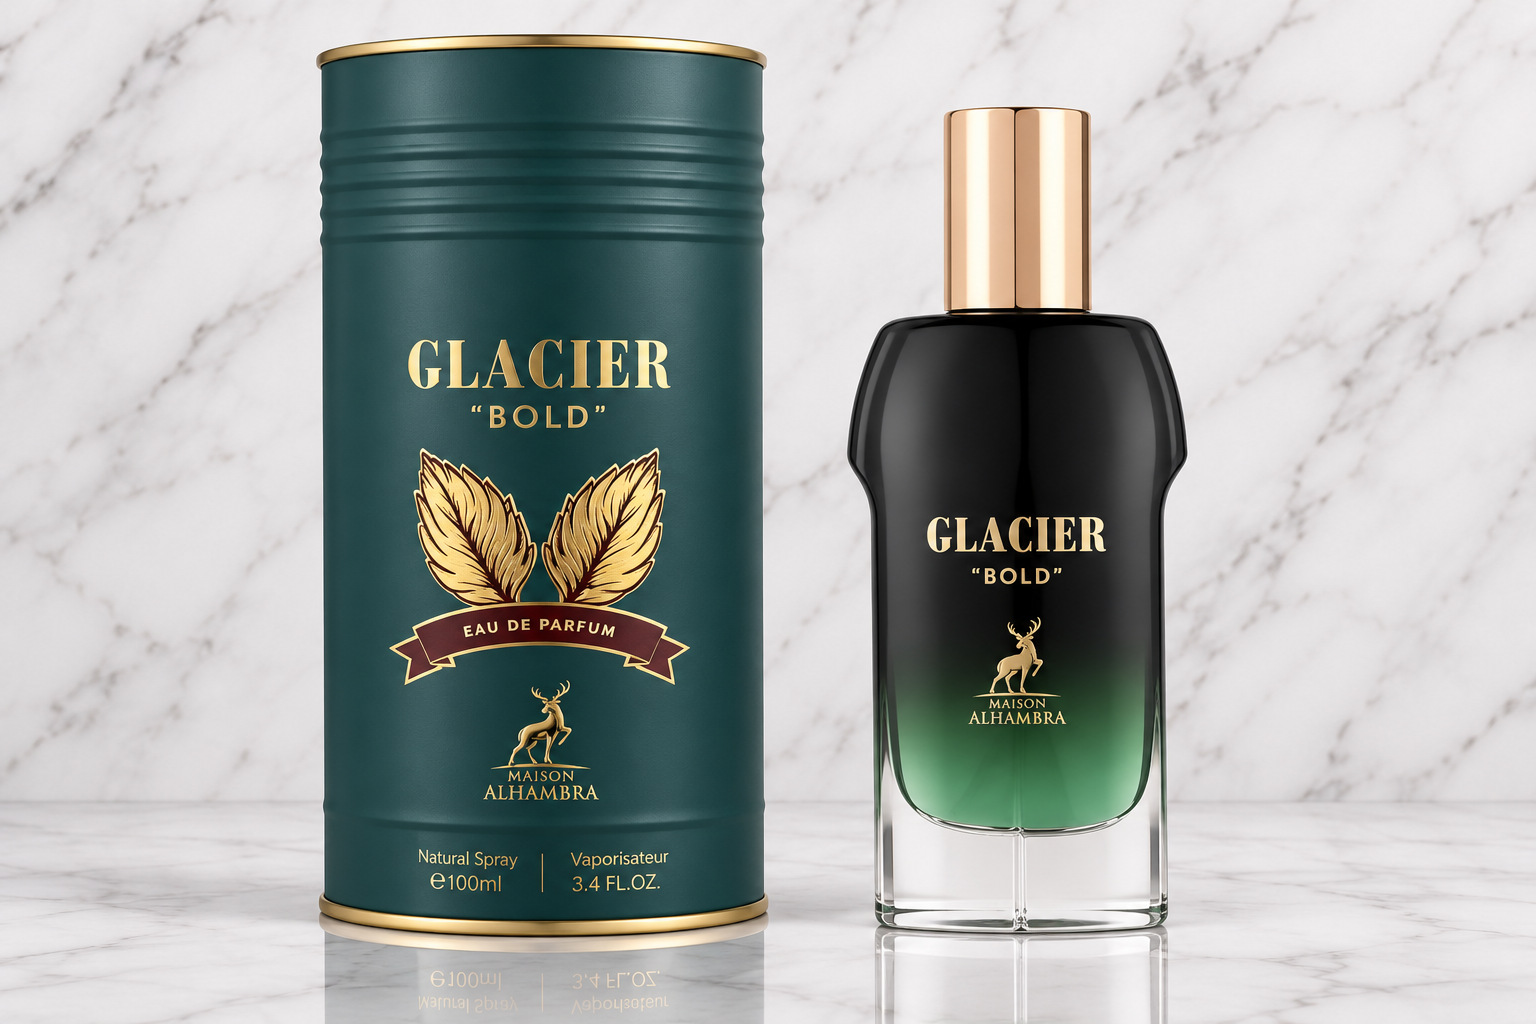 GLACIER
“BOLD”
EAU DE PARFUM
MAISON
ALHAMBRA
Natural Spray | Vaporisateur
℮100ml | 3.4 FL.OZ.
GLACIER
“BOLD”
MAISON
ALHAMBRA